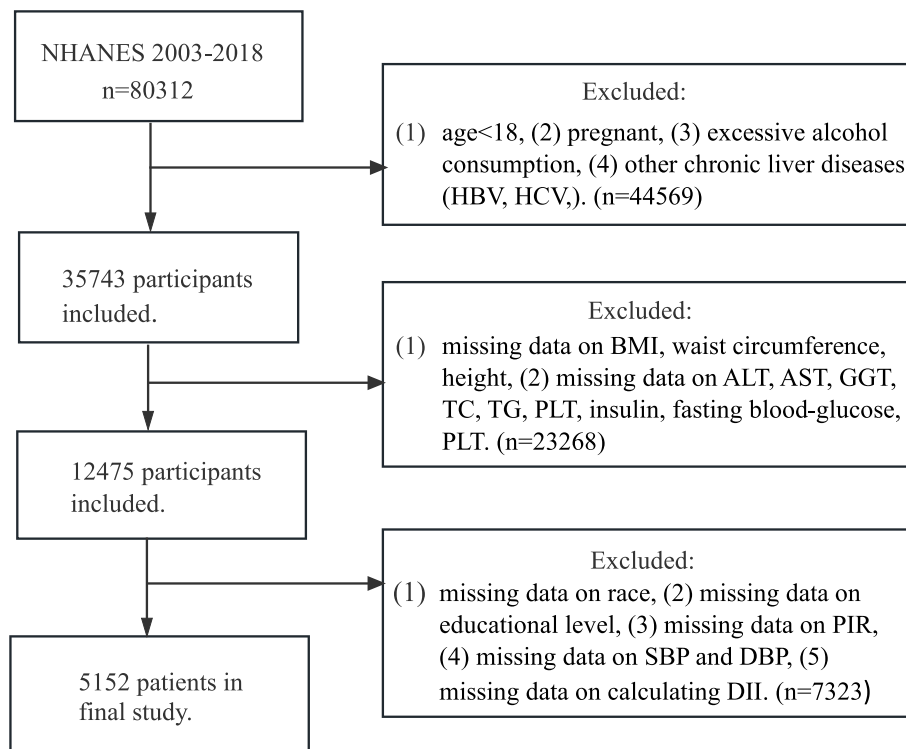 NHANES 2003-2018
n=80312
Excluded:
(1) age<18, (2) pregnant, (3) excessive alcohol
consumption, (4) other chronic liver diseases
(HBV, HCV,). (n=44569)
35743 participants
included.
Excluded:
(1) missing data on BMI, waist circumference,
height, (2) missing data on ALT, AST, GGT,
TC, TG, PLT, insulin, fasting blood-glucose,
PLT. (n=23268)
12475 participants
included.
Excluded:
(1) missing data on race, (2) missing data on
educational level, (3) missing data on PIR,
(4) missing data on SBP and DBP, (5)
missing data on calculating DII. (n=7323)
5152 patients in
final study.